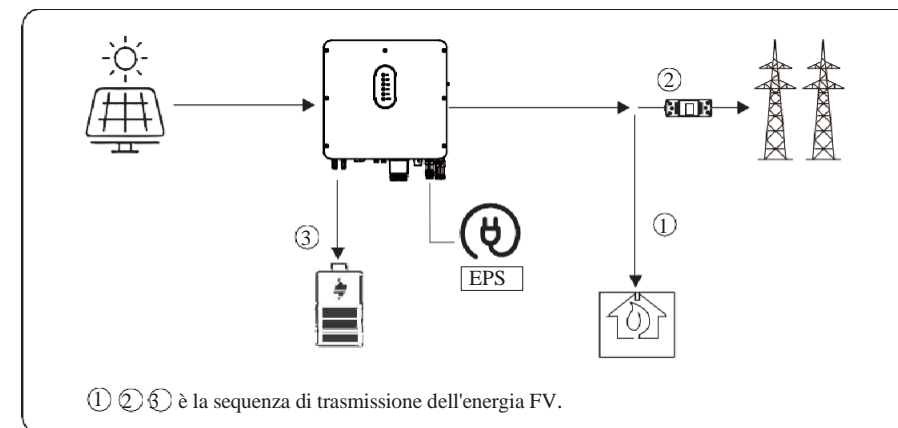 ②
③
①
EPS
① ② ③ è la sequenza di trasmissione dell'energia FV.